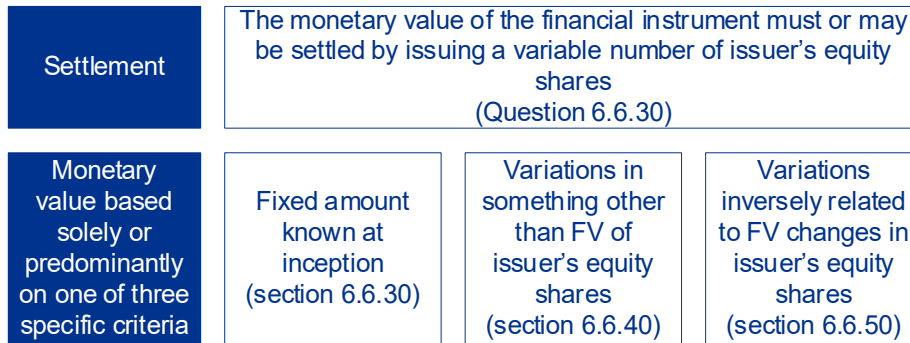 Settlement
The monetary value of the financial instrument must or may
be settled by issuing a variable number of issuer's equity
shares
(Question 6.6.30)
Monetary
value based
solely or
predominantly
on one of three
specific criteria
Fixed amount
known at
inception
(section 6.6.30)
Variations in
something other
than FV of
issuer's equity
shares
(section 6.6.40)
Variations
inversely related
to FV changes in
issuer's equity
shares
(section 6.6.50)